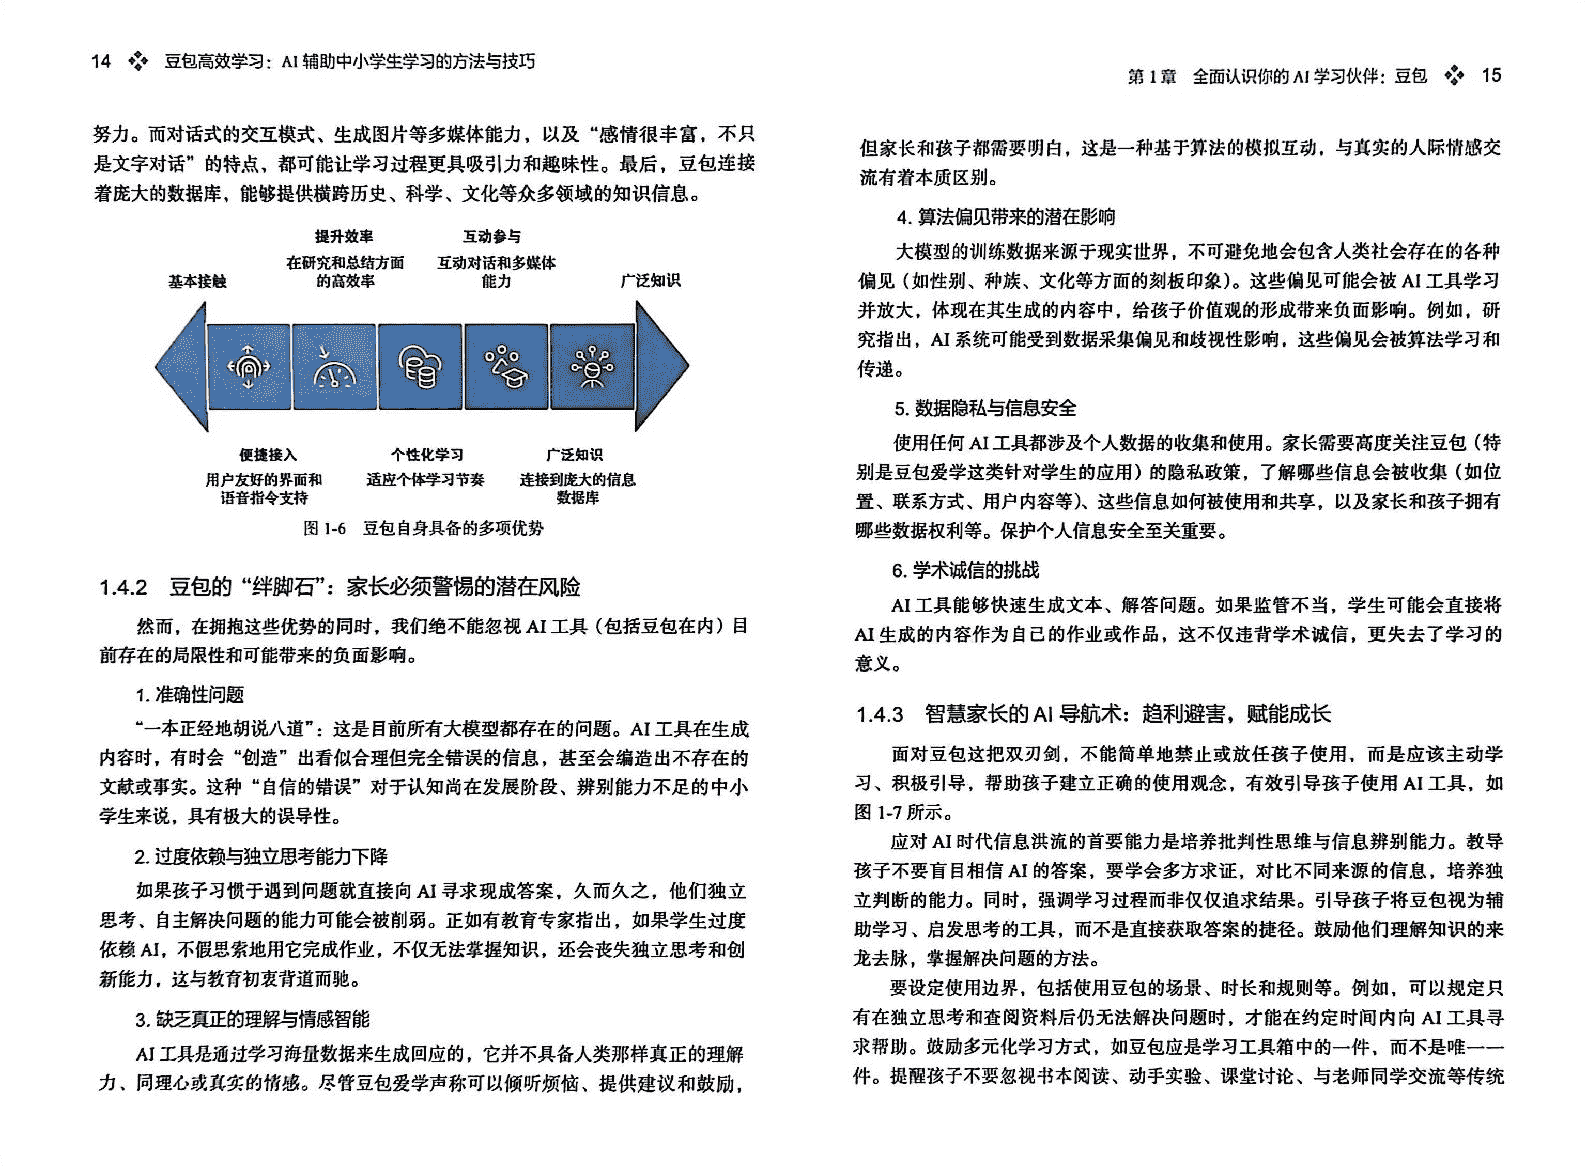 14 豆包高效学习：AI 辅助中小学生学习的方法与技巧
努力。而对话式的交互模式、生成图片等多媒体能力，以及“感情很丰富，不只
是文字对话”的特点，都可能让学习过程更具吸引力和趣味性。最后，豆包连接
着庞大的数据库，能够提供横跨历史、科学、文化等众多领域的知识信息。
提升效率 互动参与
在研究和总结方面 互动对话和多媒体
基本接触 的高效率 能力 广泛知识
便捷接入 个性化学习 广泛知识
用户友好的界面和 适应个体学习节奏 连接到庞大的信息
语音指令支持 数据库
图 1-6 豆包自身具备的多项优势
1.4.2 豆包的“绊脚石”：家长必须警惕的潜在风险
然而，在拥抱这些优势的同时，我们绝不能忽视 AI 工具（包括豆包在内）目
前存在的局限性和可能带来的负面影响。
1. 准确性问题
“一本正经地胡说八道”：这是目前所有大模型都存在的问题。AI 工具在生成
内容时，有时会“创造”出看似合理但完全错误的信息，甚至会编造出不存在的
文献或事实。这种“自信的错误”对于认知尚在发展阶段、辨别能力不足的中小
学生来说，具有极大的误导性。
2. 过度依赖与独立思考能力下降
如果孩子习惯于遇到问题就直接向 AI 寻求现成答案，久而久之，他们独立
思考、自主解决问题的能力可能会被削弱。正如有教育专家指出，如果学生过度
依赖 AI，不假思索地用它完成作业，不仅无法掌握知识，还会丧失独立思考和创
新能力，这与教育初衷背道而驰。
3. 缺乏真正的理解与情感智能
AI 工具是通过学习海量数据来生成回应的，它并不具备人类那样真正的理解
力、同理心或真实的情感。尽管豆包爱学声称可以倾听烦恼、提供建议和鼓励，
第 1 章 全面认识你的 AI 学习伙伴：豆包 15
但家长和孩子都需要明白，这是一种基于算法的模拟互动，与真实的人际情感交
流有着本质区别。
4. 算法偏见带来的潜在影响
大模型的训练数据来源于现实世界，不可避免地会包含人类社会存在的各种
偏见（如性别、种族、文化等方面的刻板印象）。这些偏见可能会被 AI 工具学习
并放大，体现在其生成的内容中，给孩子价值观的形成带来负面影响。例如，研
究指出，AI 系统可能受到数据采集偏见和歧视性影响，这些偏见会被算法学习和
传递。
5. 数据隐私与信息安全
使用任何 AI 工具都涉及个人数据的收集和使用。家长需要高度关注豆包（特
别是豆包爱学这类针对学生的应用）的隐私政策，了解哪些信息会被收集（如位
置、联系方式、用户内容等）、这些信息如何被使用和共享，以及家长和孩子拥有
哪些数据权利等。保护个人信息安全至关重要。
6. 学术诚信的挑战
AI 工具能够快速生成文本、解答问题。如果监管不当，学生可能会直接将
AI 生成的内容作为自己的作业或作品，这不仅违背学术诚信，更失去了学习的
意义。
1.4.3 智慧家长的 AI 导航术：趋利避害，赋能成长
面对豆包这把双刃剑，不能简单地禁止或放任孩子使用，而是应该主动学
习、积极引导，帮助孩子建立正确的使用观念，有效引导孩子使用 AI 工具，如
图 1-7 所示。
应对 AI 时代信息洪流的首要能力是培养批判性思维与信息辨别能力。教导
孩子不要盲目相信 AI 的答案，要学会多方求证，对比不同来源的信息，培养独
立判断的能力。同时，强调学习过程而非仅仅追求结果。引导孩子将豆包视为辅
助学习、启发思考的工具，而不是直接获取答案的捷径。鼓励他们理解知识的来
龙去脉，掌握解决问题的方法。
要设定使用边界，包括使用豆包的场景、时长和规则等。例如，可以规定只
有在独立思考和查阅资料后仍无法解决问题时，才能在约定时间内向 AI 工具寻
求帮助。鼓励多元化学习方式，如豆包应是学习工具箱中的一件，而不是唯一一
件。提醒孩子不要忽视书本阅读、动手实验、课堂讨论、与老师同学交流等传统